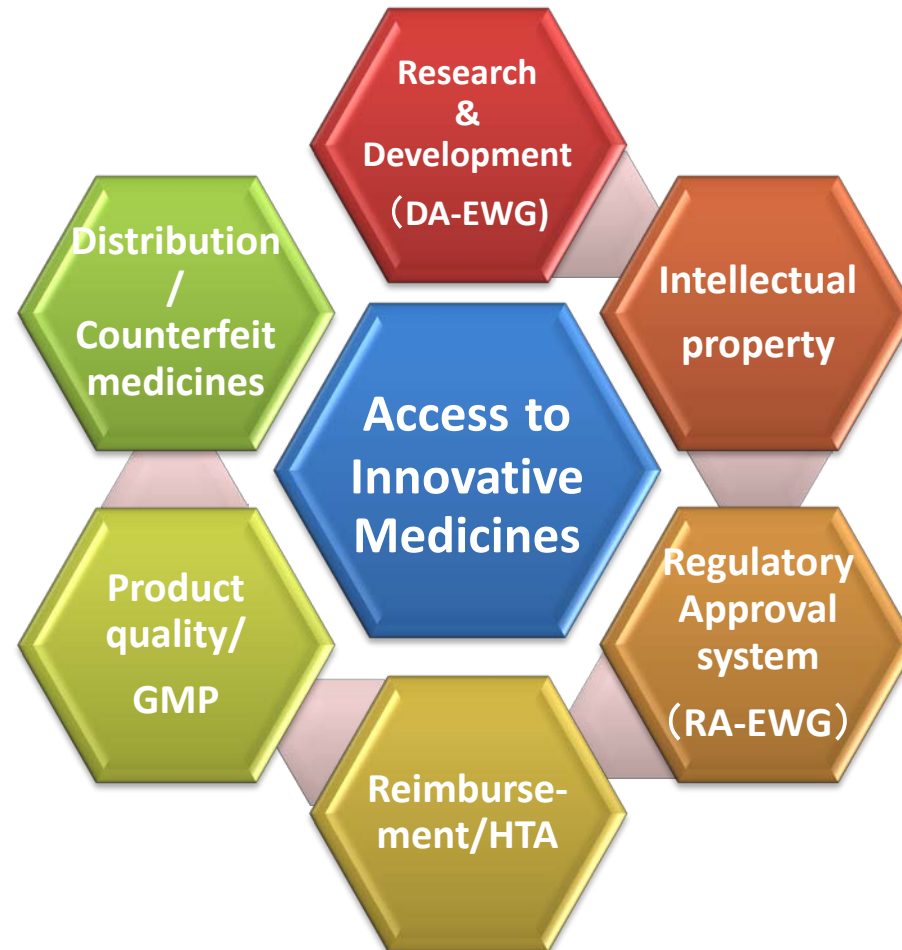 Research
&
Development
（DA-EWG)
Intellectual
property
Regulatory
Approval
system
（RA-EWG）
Reimburse-
ment/HTA
Product
quality/
GMP
Distribution
/
Counterfeit
medicines
Access to
Innovative
Medicines